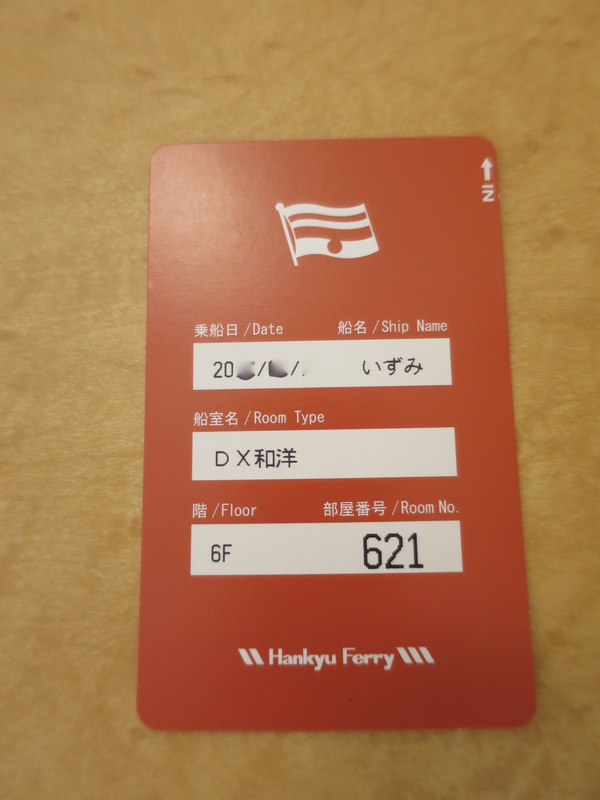 IN
乗船日/Date 船名/Ship Name
いずみ
船室名/Room Type
DX和洋
階/Floor 部屋番号/Room No.
6F 621
Hankyu Ferry